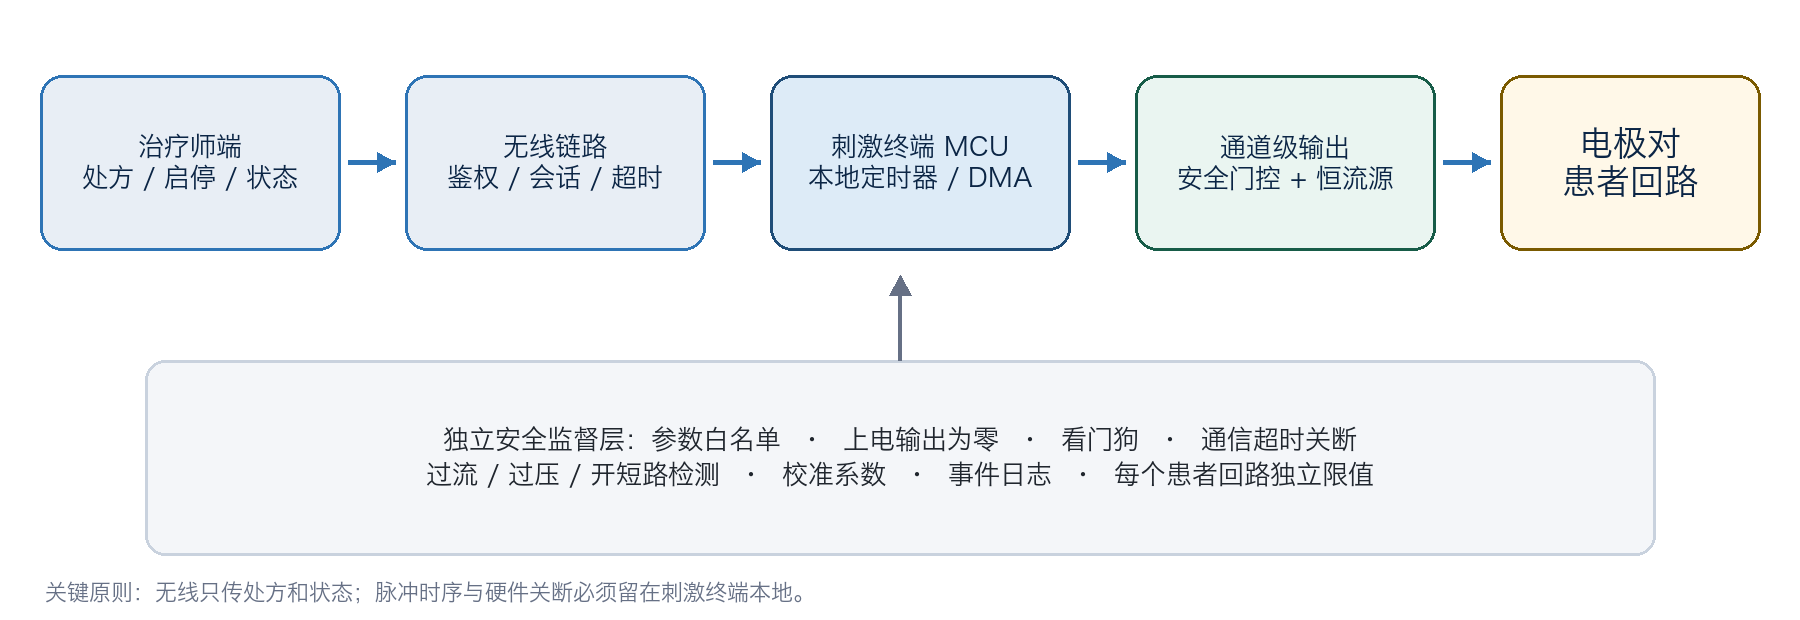 治疗师端
处方 / 启停 / 状态
无线链路
鉴权 / 会话 / 超时
刺激终端 MCU
本地定时器 / DMA
通道级输出
安全门控 + 恒流源
电极对
患者回路
独立安全监督层：参数白名单 · 上电输出为零 · 看门狗 · 通信超时关断
过流 / 过压 / 开短路检测 · 校准系数 · 事件日志 · 每个患者回路独立限值
关键原则：无线只传处方和状态；脉冲时序与硬件关断必须留在刺激终端本地。